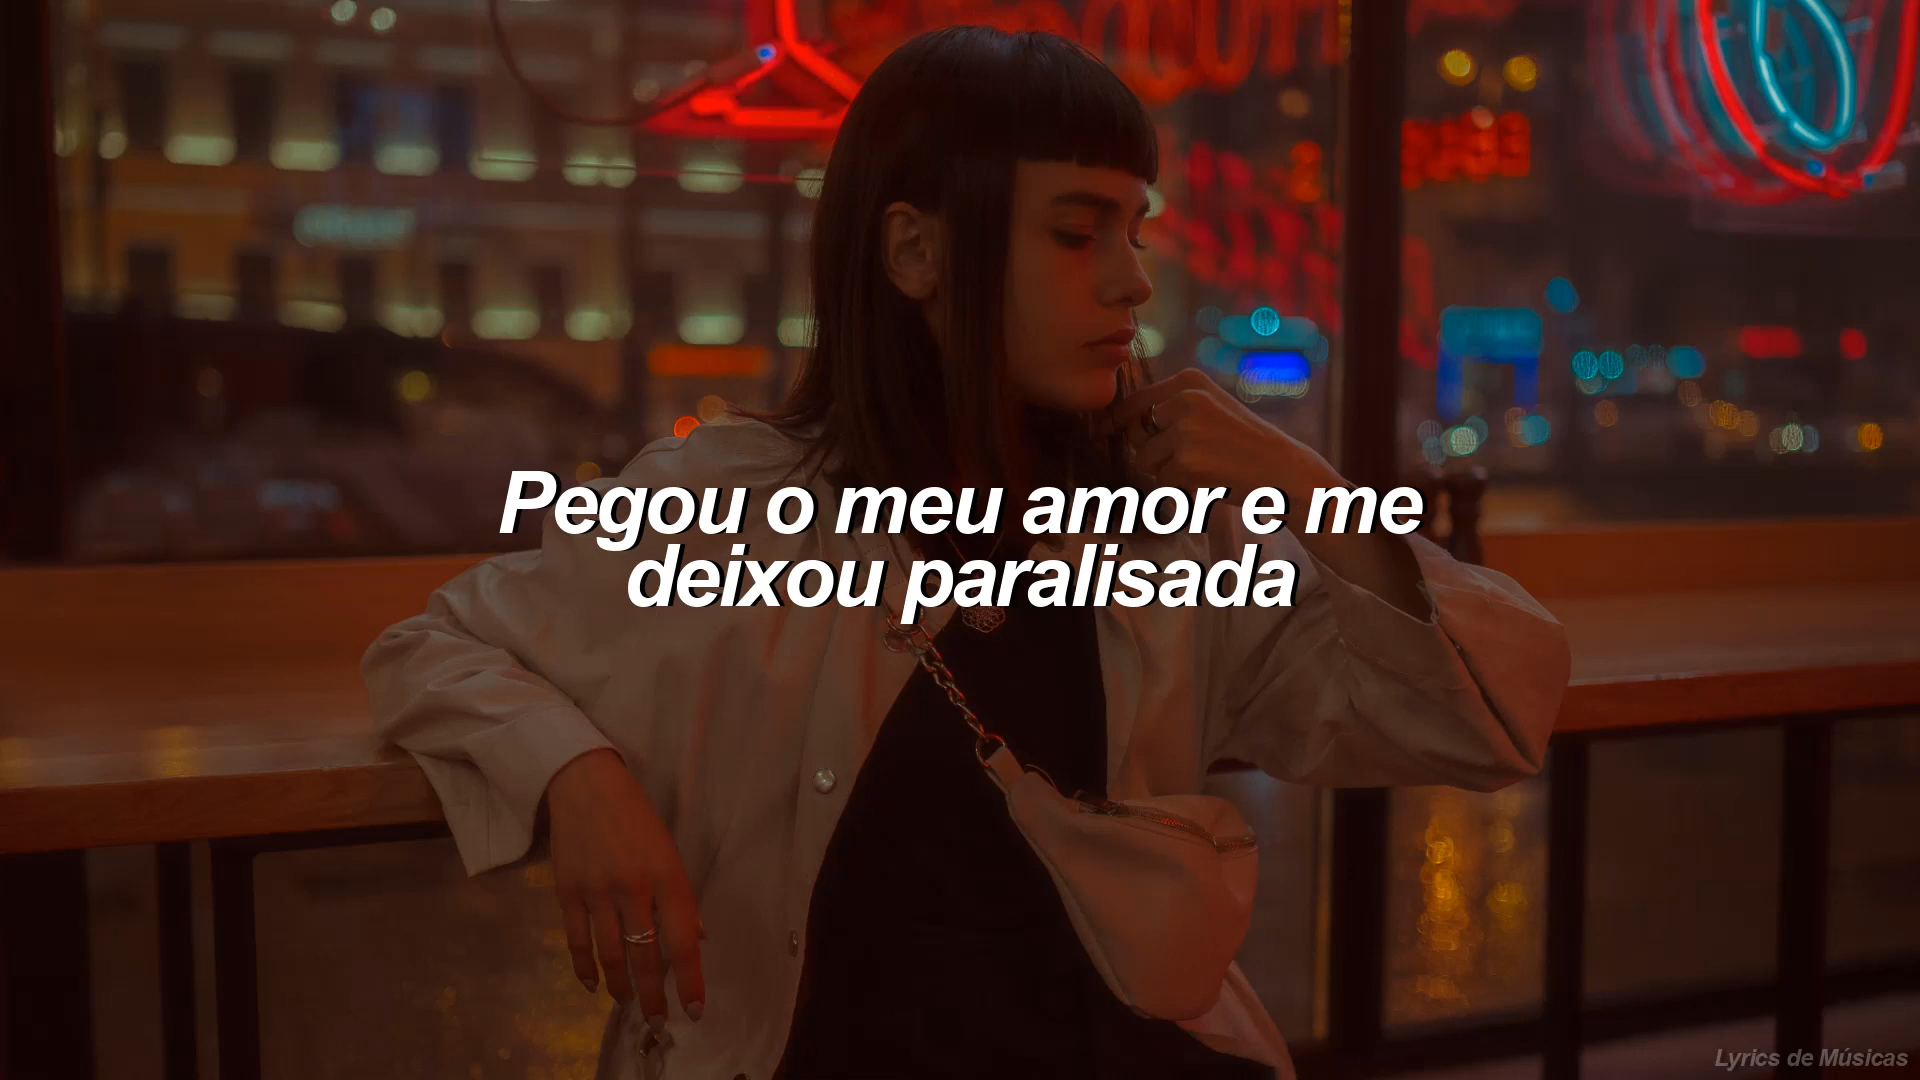 Pegou o meu amor e me
deixou paralisada
Lyrics de Músicas